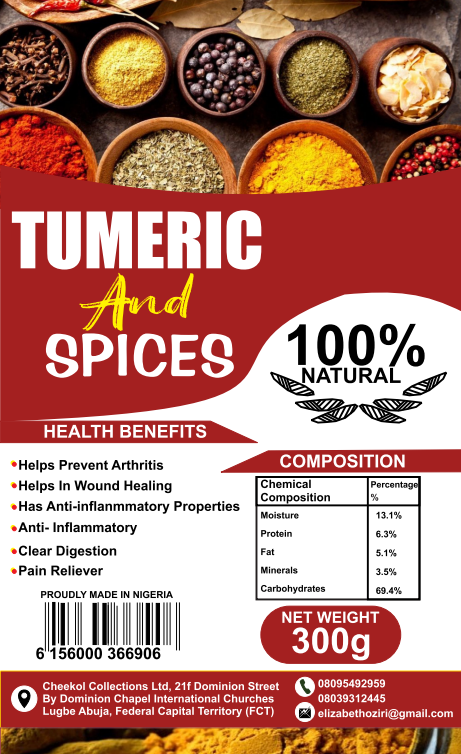 TUMERIC
And
SPICES
100%
NATURAL
HEALTH BENEFITS
Helps Prevent Arthritis
Helps In Wound Healing
Has Anti-inflanmmatory Properties
Anti- Inflammatory
Clear Digestion
Pain Reliever
COMPOSITION
Chemical Composition Percentage %
Moisture 13.1%
Protein 6.3%
Fat 5.1%
Minerals 3.5%
Carbohydrates 69.4%
PROUDLY MADE IN NIGERIA
6 156000 366906
NET WEIGHT
300g
Cheekol Collections Ltd, 21f Dominion Street
By Dominion Chapel International Churches
Lugbe Abuja, Federal Capital Territory (FCT)
08095492959
08039312445
elizabethoziri@gmail.com